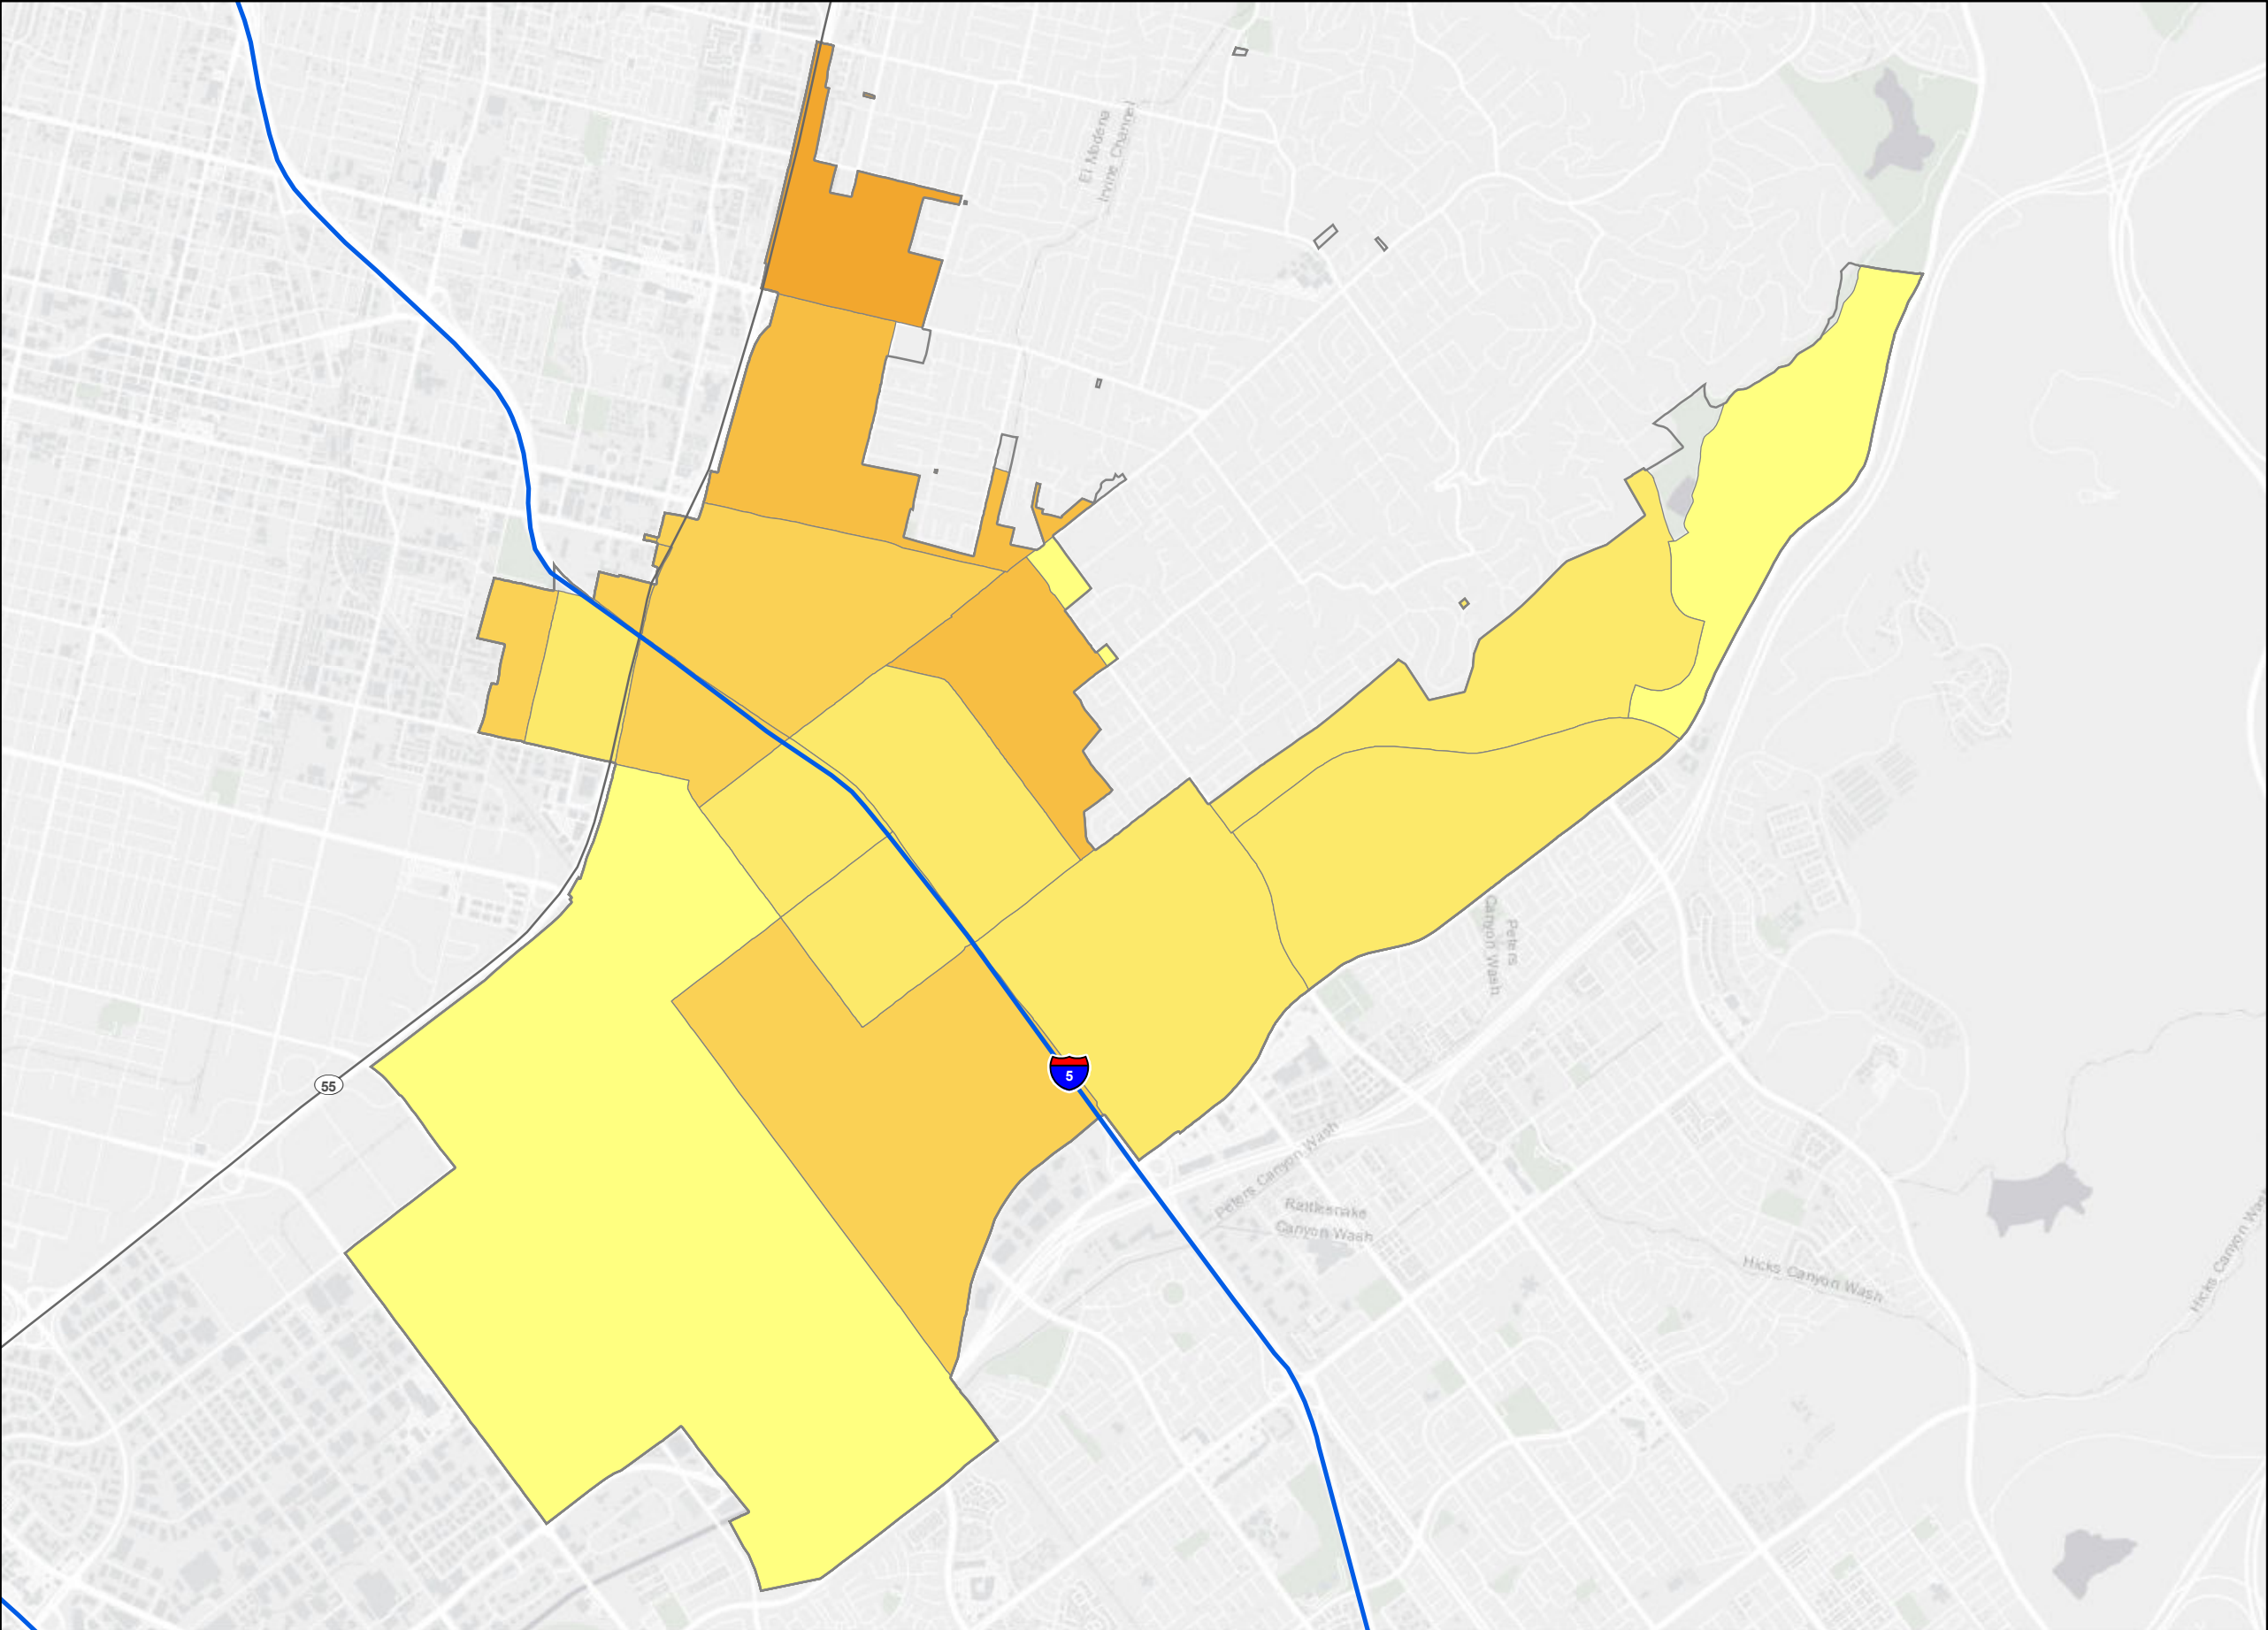 El Modena
Irvine Channel
Peters
Canyon Wash
55
5
Peters Canyon Wash
Rattlesnake
Canyon Wash
Hicks Canyon Wash
Hicks Canyon Wash